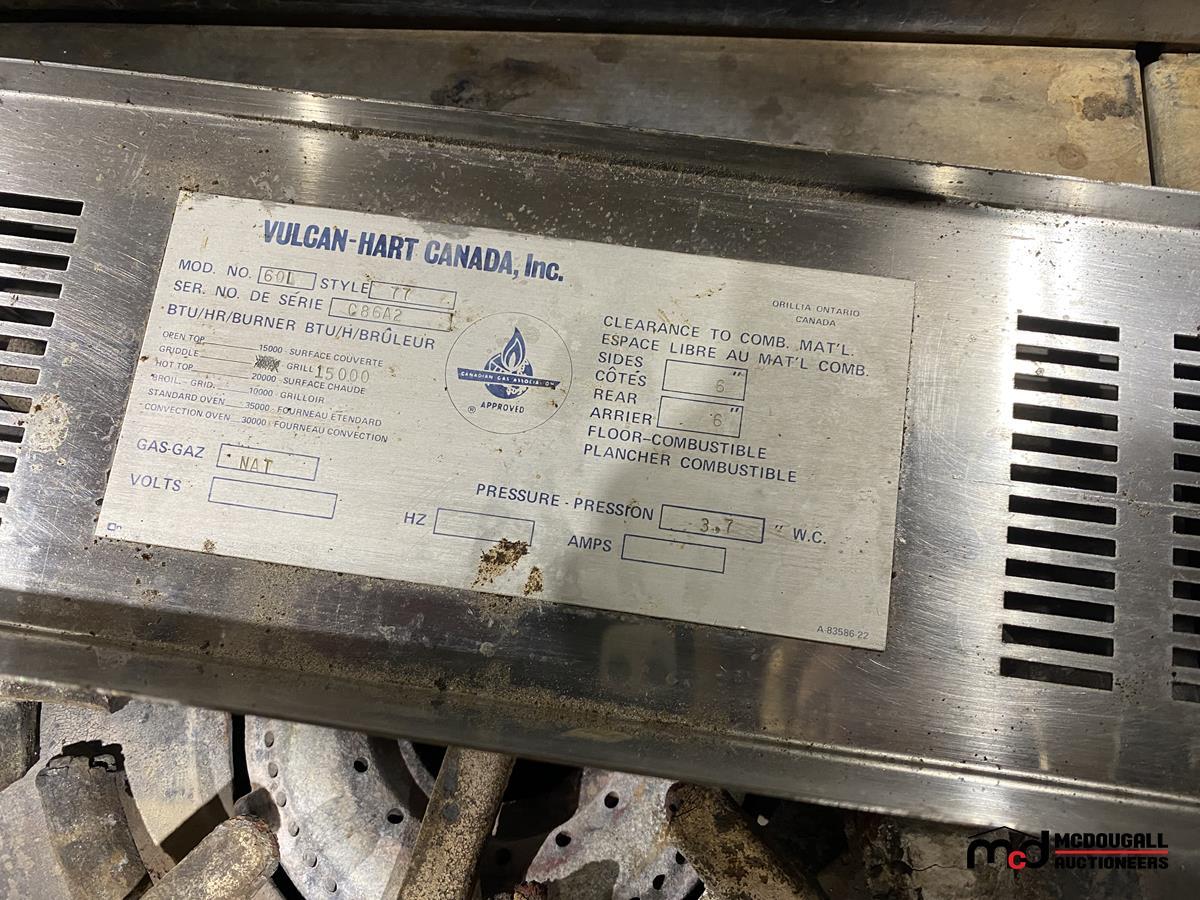 VULCAN-HART CANADA, Inc.
MOD. NO. 60L STYLE 77
SER. NO. DE SERIE C86A2
BTU/HR/BURNER BTU/H/BRÛLEUR
OPEN TOP 15000 - SURFACE COUVERTE
GRIDDLE GRILL 15000
HOT TOP 20000 - SURFACE CHAUDE
BROIL. - GRID. 10000 - GRILLOIR
STANDARD OVEN 35000 - FOURNEAU ETENDARD
CONVECTION OVEN 30000 - FOURNEAU CONVECTION
GAS-GAZ NAT
VOLTS
HZ
CANADIAN GAS ASSOCIATION
® APPROVED
ORILLIA ONTARIO
CANADA
CLEARANCE TO COMB. MAT'L.
ESPACE LIBRE AU MAT'L COMB.
SIDES
CÔTES 6"
REAR
ARRIER 6"
FLOOR-COMBUSTIBLE
PLANCHER COMBUSTIBLE
PRESSURE - PRESSION 3.7 " W.C.
AMPS
A-83586-22
mcd MCDOUGALL
AUCTIONEERS